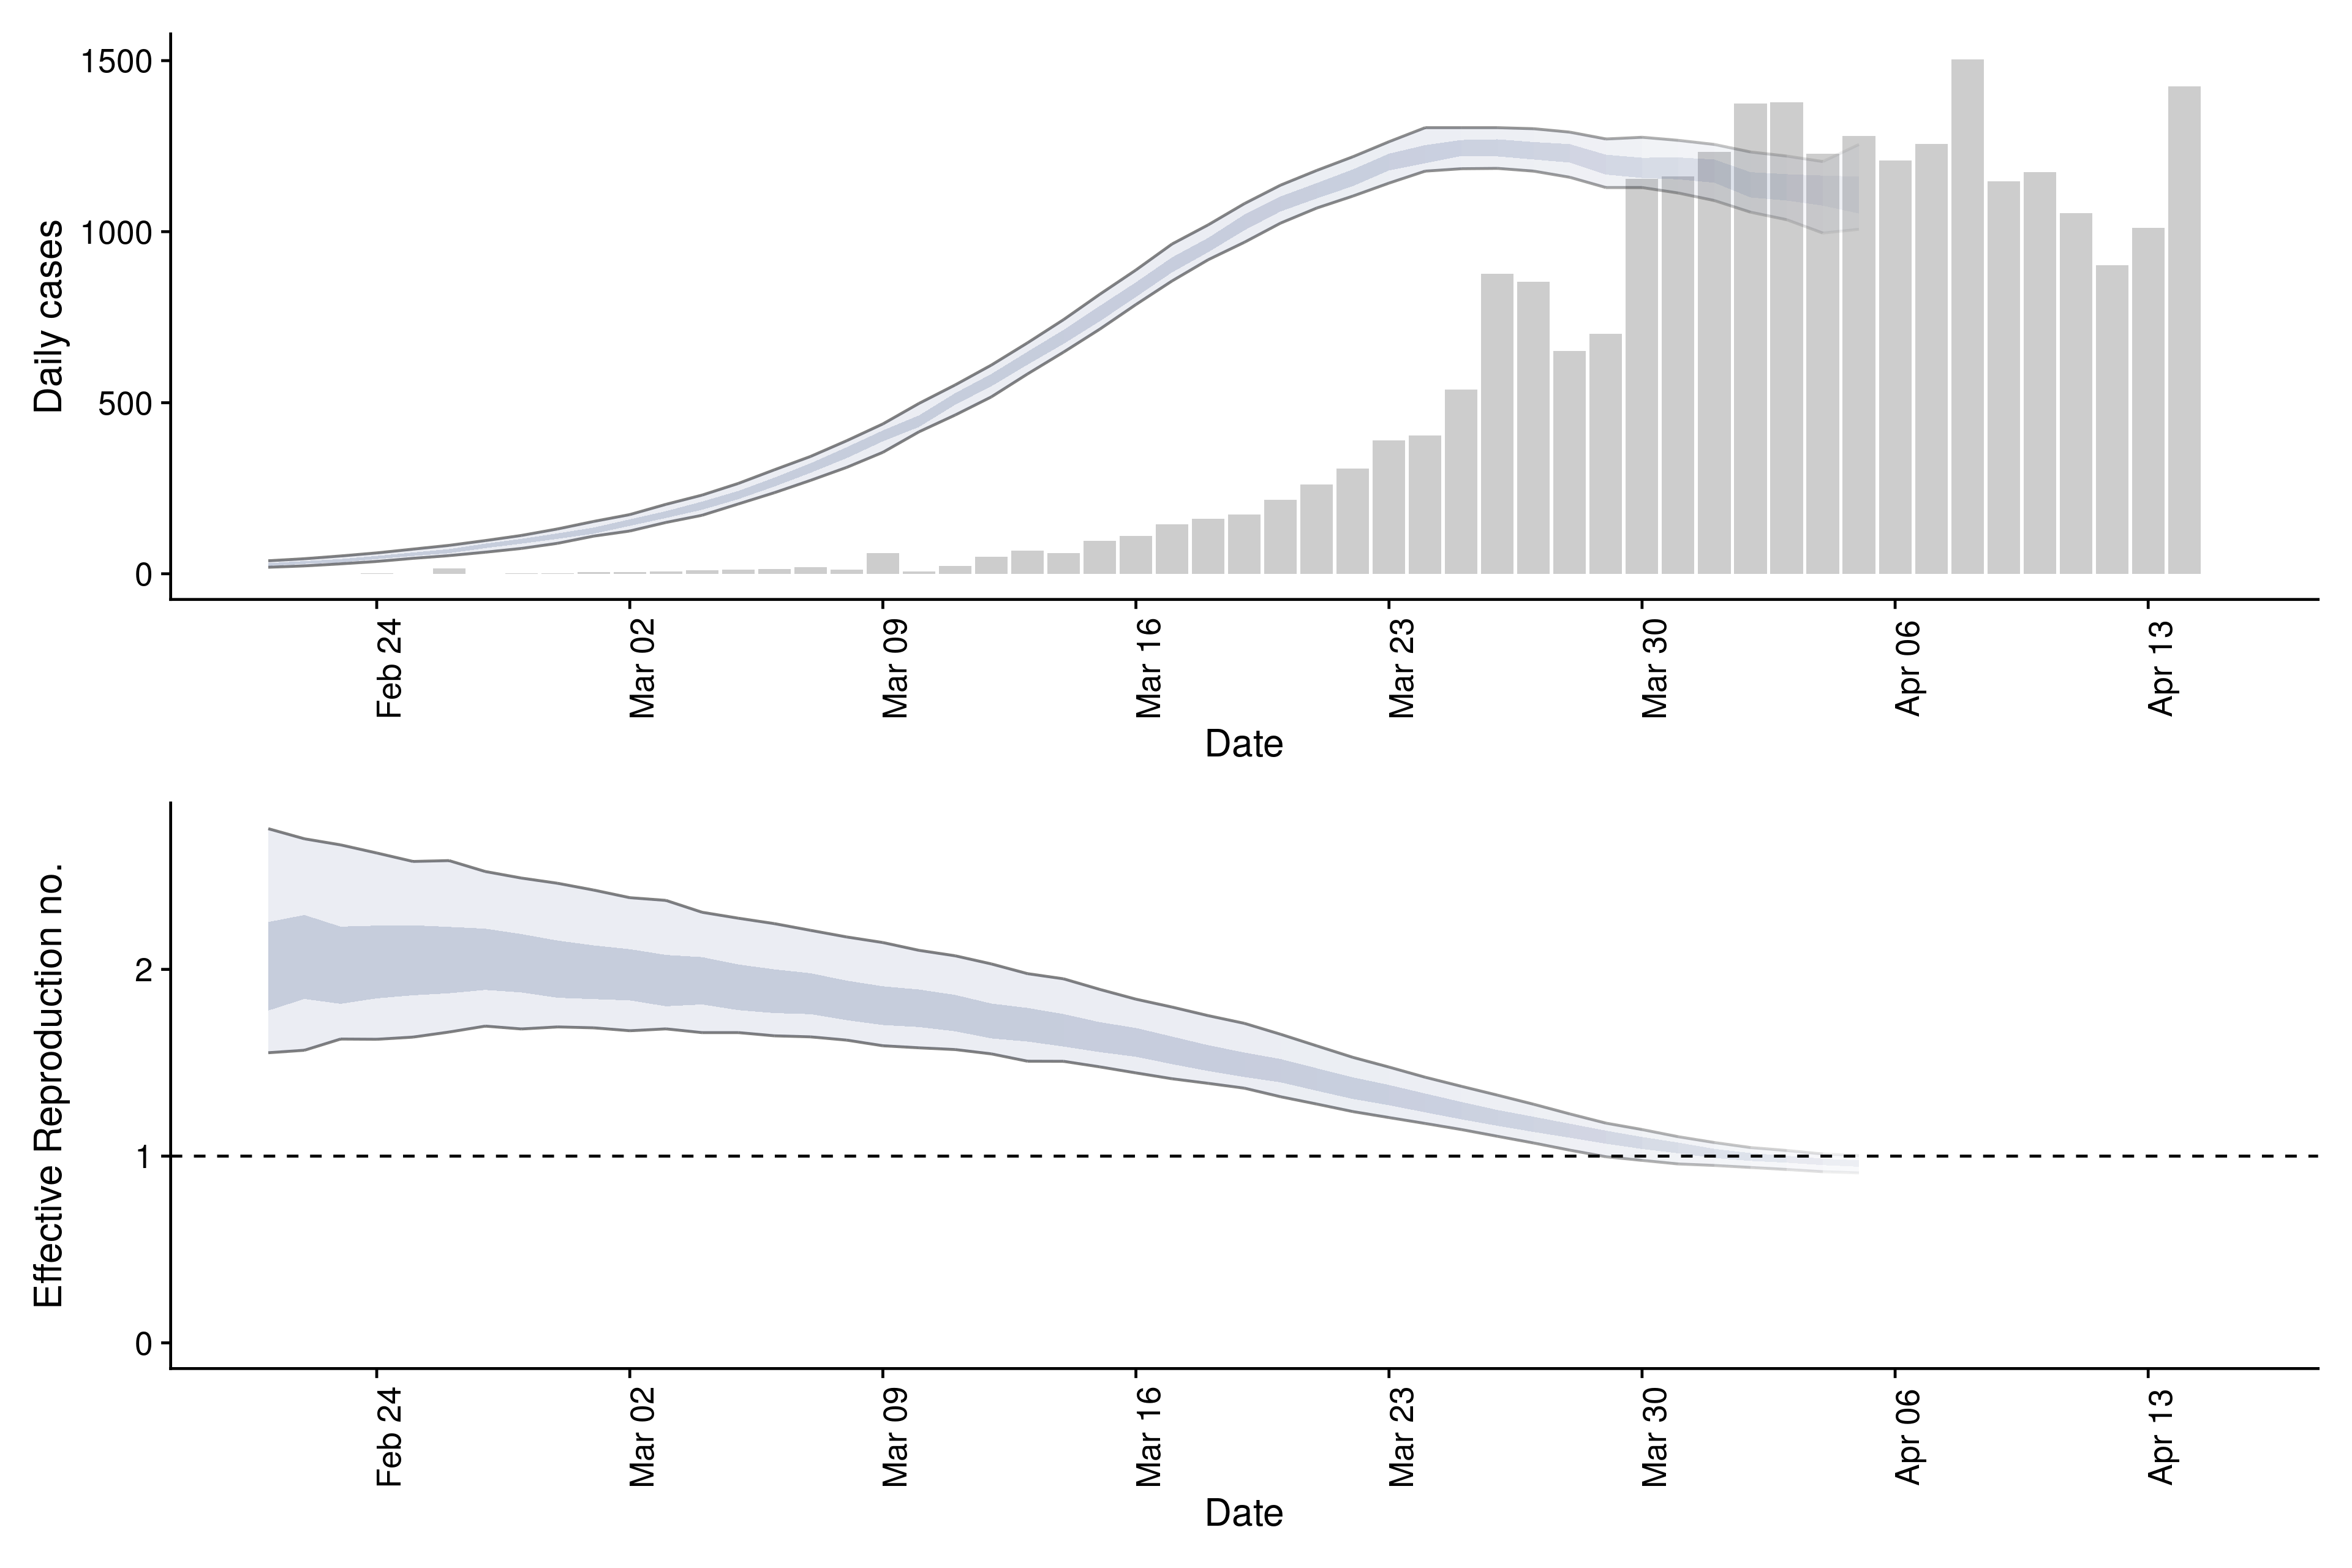 Daily cases
1500
1000
500
0
Feb 24
Mar 02
Mar 09
Mar 16
Mar 23
Mar 30
Apr 06
Apr 13
Date
Effective Reproduction no.
2
1
0
Feb 24
Mar 02
Mar 09
Mar 16
Mar 23
Mar 30
Apr 06
Apr 13
Date